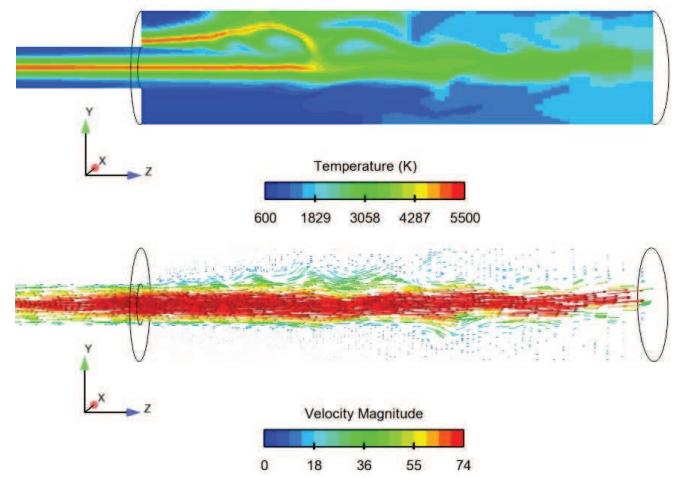 Y
X
Z
Temperature (K)
600 1829 3058 4287 5500
Y
X
Z
Velocity Magnitude
0 18 36 55 74